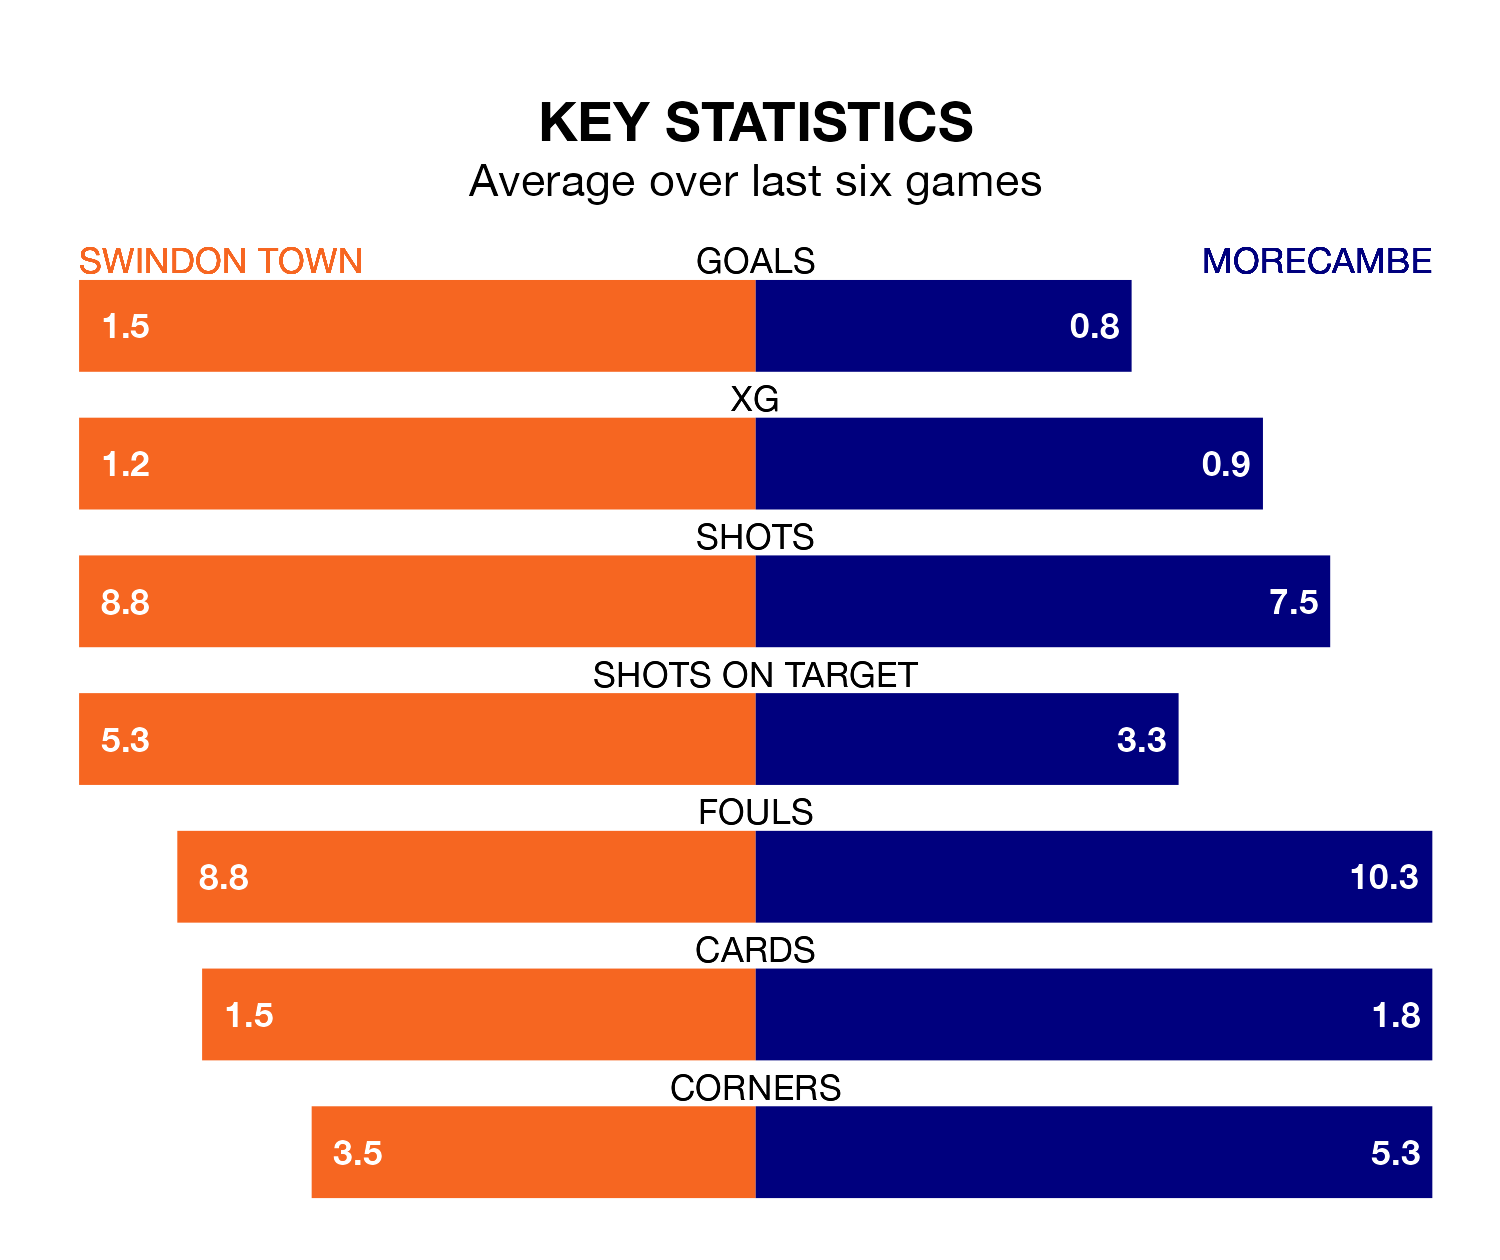 KEY STATISTICS
Average over last six games
SWINDON TOWN GOALS MORECAMBE
1.5 0.8
XG
1.2 0.9
SHOTS
8.8 7.5
SHOTS ON TARGET
5.3 3.3
FOULS
8.8 10.3
CARDS
1.5 1.8
CORNERS
3.5 5.3